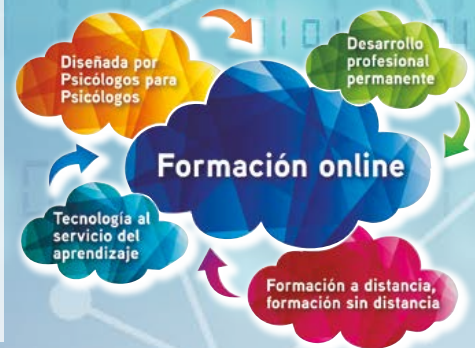 Diseñada por
Psicólogos para
Psicólogos
Desarrollo
profesional
permanente
Formación online
Tecnología al
servicio del
aprendizaje
Formación a distancia,
formación sin distancia